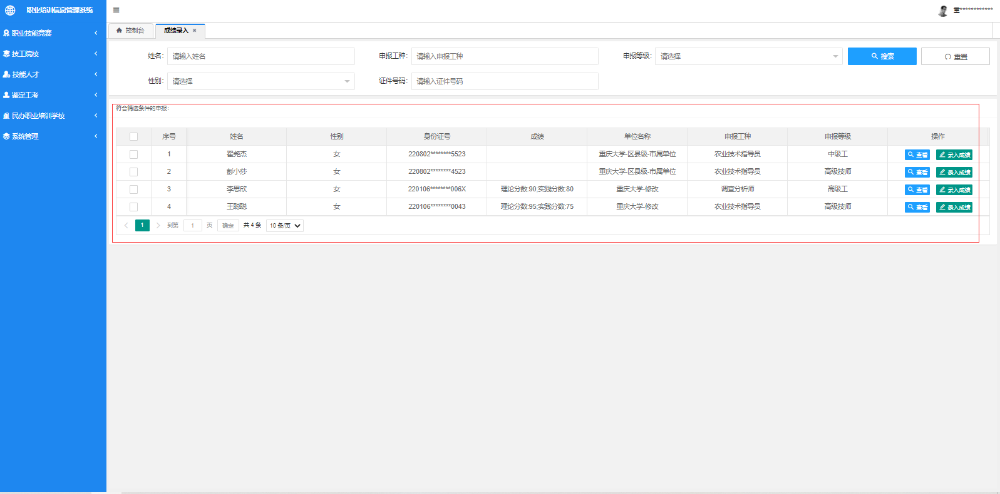 职业培训信息管理系统
************
职业技能竞赛
技工院校
技能人才
鉴定工考
民办职业培训学校
系统管理
控制台 成绩录入
姓名: 请输入姓名 申报工种: 请输入申报工种 申报等级: 请选择 搜索 重置
性别: 请选择 证件号码: 请输入证件号码
符合筛选条件的申报:
序号 姓名 性别 身份证号 成绩 单位名称 申报工种 申报等级 操作
1 翟尧杰 女 220802********5523 重庆大学-区县级-市属单位 农业技术指导员 中级工 查看 录入成绩
2 彭小莎 女 220802********4523 重庆大学-区县级-市属单位 农业技术指导员 高级技师 查看 录入成绩
3 李思欣 女 220106********006X 理论分数:90;实践分数:80 重庆大学-修改 调查分析师 高级工 查看 录入成绩
4 王聪聪 女 220106********0043 理论分数:95;实践分数:75 重庆大学-修改 农业技术指导员 高级技师 查看 录入成绩
1 到第 1 页 确定 共 4 条 10 条/页